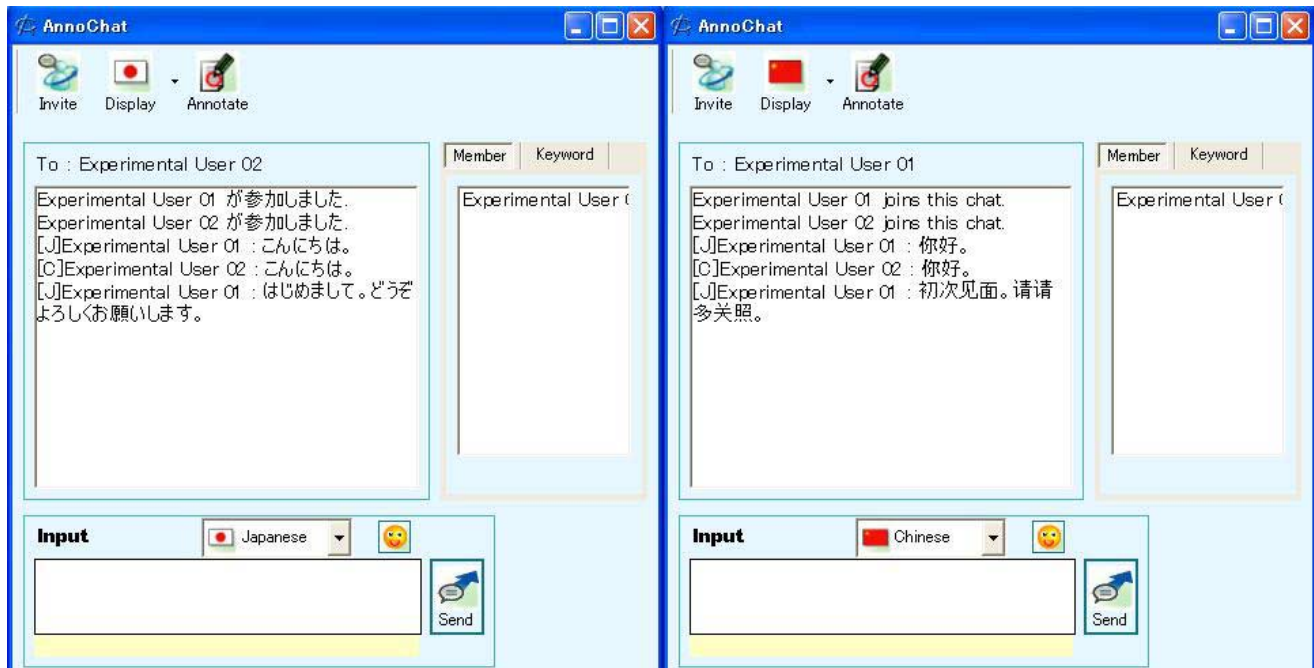 AnnoChat
Invite Display Annotate
To : Experimental User 02
Experimental User 01 が参加しました.
Experimental User 02 が参加しました.
[J]Experimental User 01 : こんにちは。
[C]Experimental User 02 : こんにちは。
[J]Experimental User 01 : はじめまして。どうぞ
よろしくお願いします。
Member Keyword
Experimental User
Input Japanese
Send
AnnoChat
Invite Display Annotate
To : Experimental User 01
Experimental User 01 joins this chat.
Experimental User 02 joins this chat.
[J]Experimental User 01 : 你好。
[C]Experimental User 02 : 你好。
[J]Experimental User 01 : 初次见面。请请
多关照。
Member Keyword
Experimental User
Input Chinese
Send